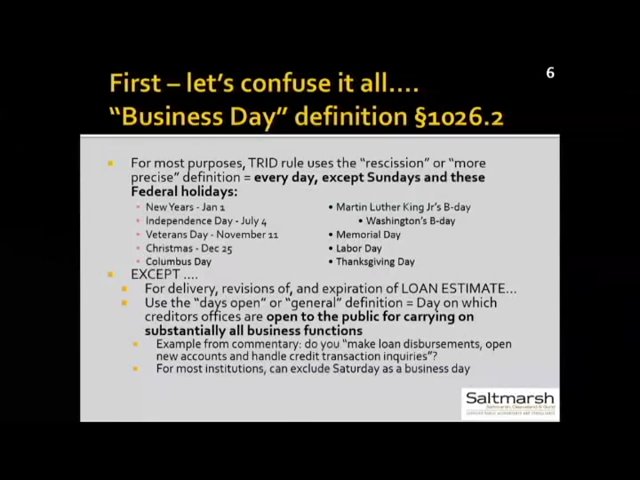 6
First – let's confuse it all....
"Business Day" definition §1026.2
For most purposes, TRID rule uses the "rescission" or "more
precise" definition = every day, except Sundays and these
Federal holidays:
New Years - Jan 1
Independence Day - July 4
Veterans Day - November 11
Christmas - Dec 25
Columbus Day
Martin Luther King Jr's B-day
Washington's B-day
Memorial Day
Labor Day
Thanksgiving Day
EXCEPT ....
For delivery, revisions of, and expiration of LOAN ESTIMATE...
Use the "days open" or "general" definition = Day on which
creditors offices are open to the public for carrying on
substantially all business functions
Example from commentary: do you "make loan disbursements, open
new accounts and handle credit transaction inquiries"?
For most institutions, can exclude Saturday as a business day
Saltmarsh